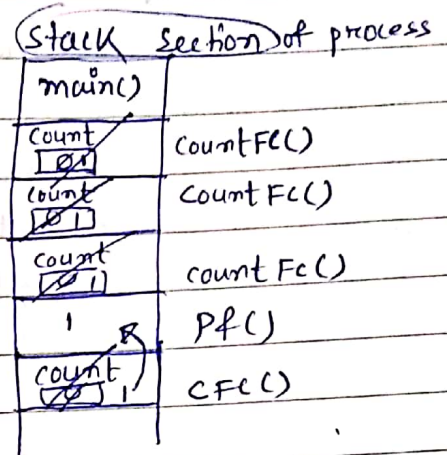 Stack section of process
main()
count
0 1 countFC()
count
0 1 count FC()
count
0 1 count Fc()
1 Pf()
count
0 1 CFC()